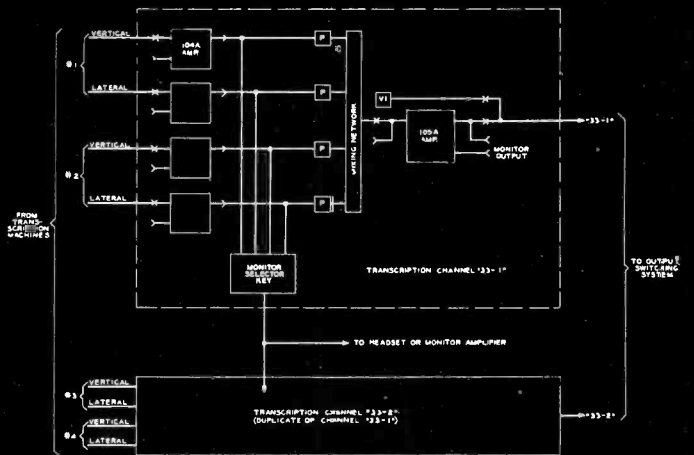 VERTICAL
#1
LATERAL
104A
AMP.
P
P
VERTICAL
#2
LATERAL
P
P
MIXING NETWORK
VI
105A
AMP.
"33-1"
MONITOR
OUTPUT
FROM
TRANS-
SCRIPTION
MACHINES
MONITOR
SELECTOR
KEY
TRANSCRIPTION CHANNEL "33-1"
TO OUTPUT
SWITCHING
SYSTEM
TO HEADSET OR MONITOR AMPLIFIER
#3
VERTICAL
LATERAL
#4
VERTICAL
LATERAL
TRANSCRIPTION CHANNEL "33-2"
(DUPLICATE OF CHANNEL "33-1")
"33-2"